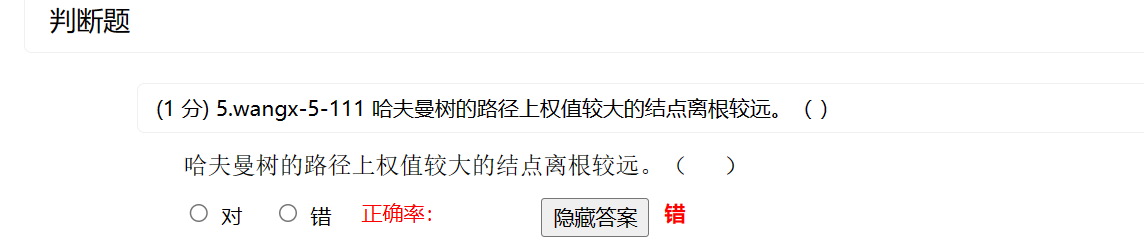 判断题
(1 分) 5.wangx-5-111 哈夫曼树的路径上权值较大的结点离根较远。（ ）
哈夫曼树的路径上权值较大的结点离根较远。（ ）
对 错 正确率： 隐藏答案 错